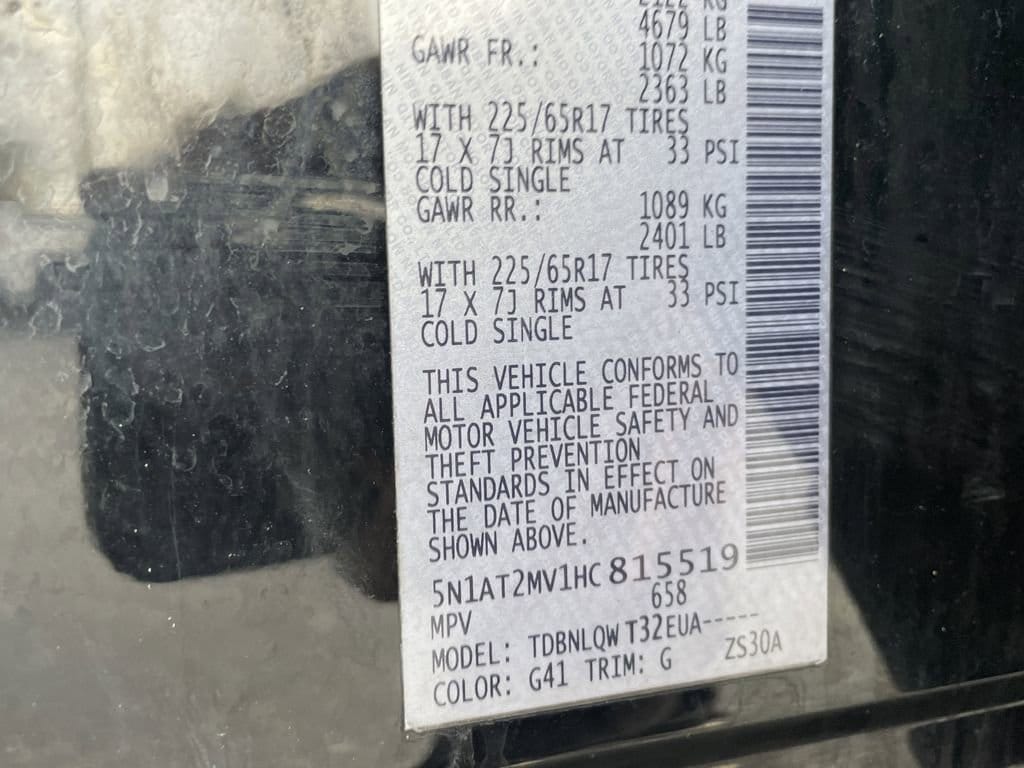 4679 LB
GAWR FR.: 1072 KG
2363 LB
WITH 225/65R17 TIRES
17 X 7J RIMS AT 33 PSI
COLD SINGLE
GAWR RR.: 1089 KG
2401 LB
WITH 225/65R17 TIRES
17 X 7J RIMS AT 33 PSI
COLD SINGLE
THIS VEHICLE CONFORMS TO
ALL APPLICABLE FEDERAL
MOTOR VEHICLE SAFETY AND
THEFT PREVENTION
STANDARDS IN EFFECT ON
THE DATE OF MANUFACTURE
SHOWN ABOVE.
5N1AT2MV1HC815519
MPV 658
MODEL: TDBNLQWT32EUA-----
COLOR: G41 TRIM: G ZS30A